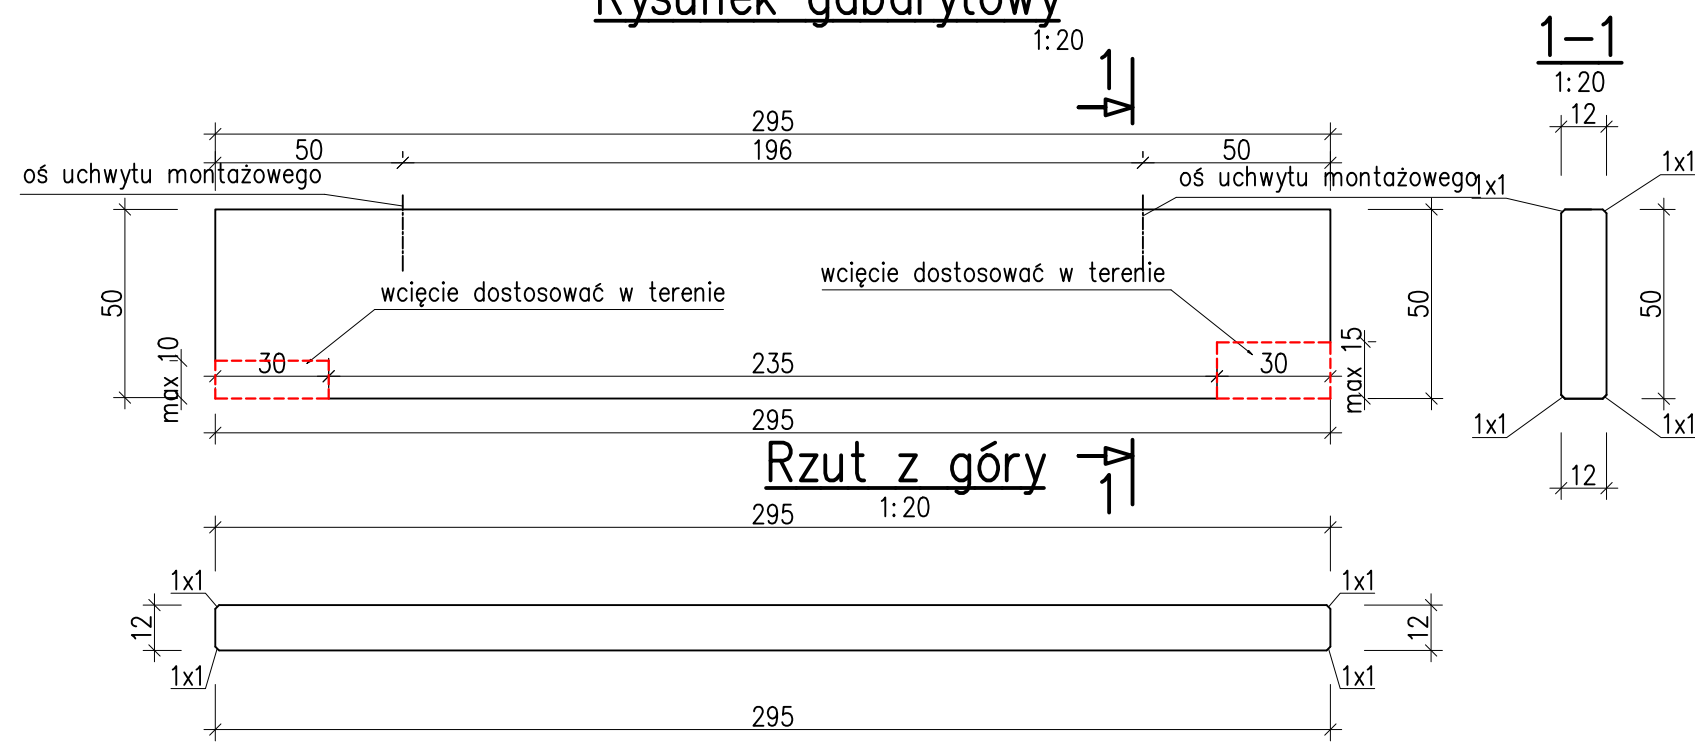 Rysunek gabarytowy
1:20
1
1-1
1:20
295
12
50
196
50
oś uchwytu montażowego
oś uchwytu montażowego
1x1
1x1
wcięcie dostosować w terenie
wcięcie dostosować w terenie
50
50
50
max 10
30
235
30
max 15
295
1x1
1x1
Rzut z góry
1
12
1:20
295
1x1
1x1
12
12
1x1
1x1
295